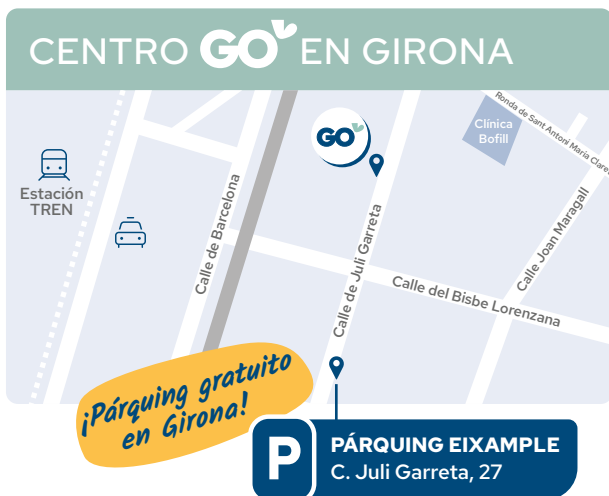 CENTRO GO EN GIRONA
Ronda de Sant Antoni Maria Claret
Clínica
Bofill
GO
Estación
TREN
Calle de Barcelona
Calle de Juli Garreta
Calle Joan Maragall
Calle del Bisbe Lorenzana
¡Párquing gratuito
en Girona!
P
PÁRQUING EIXAMPLE
C. Juli Garreta, 27